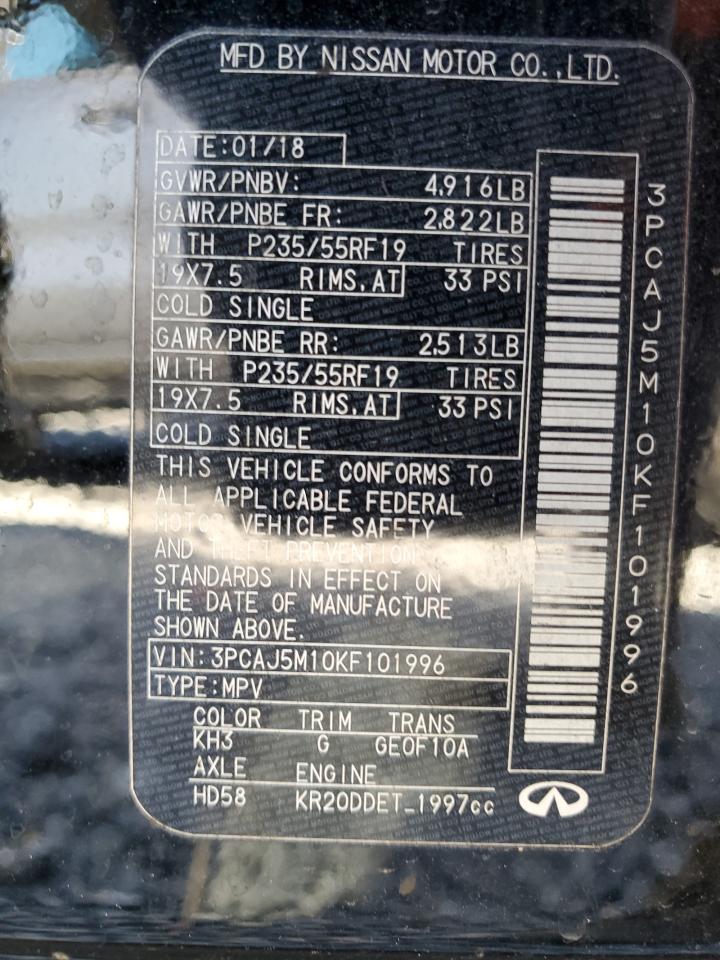 MFD BY NISSAN MOTOR CO.,LTD.
DATE:01/18
GVWR/PNBV: 4,916LB
GAWR/PNBE FR: 2,822LB
WITH P235/55RF19 TIRES
19X7.5 RIMS,AT 33 PSI
COLD SINGLE
GAWR/PNBE RR: 2,513LB
WITH P235/55RF19 TIRES
19X7.5 RIMS,AT 33 PSI
COLD SINGLE
THIS VEHICLE CONFORMS TO
ALL APPLICABLE FEDERAL
MOTOR VEHICLE SAFETY
AND THEFT PREVENTION
STANDARDS IN EFFECT ON
THE DATE OF MANUFACTURE
SHOWN ABOVE.
VIN:3PCAJ5M10KF101996
TYPE:MPV
COLOR TRIM TRANS
KH3 G GE0F10A
AXLE ENGINE
HD58 KR20DDET_1997cc
3PCAJ5M10KF101996